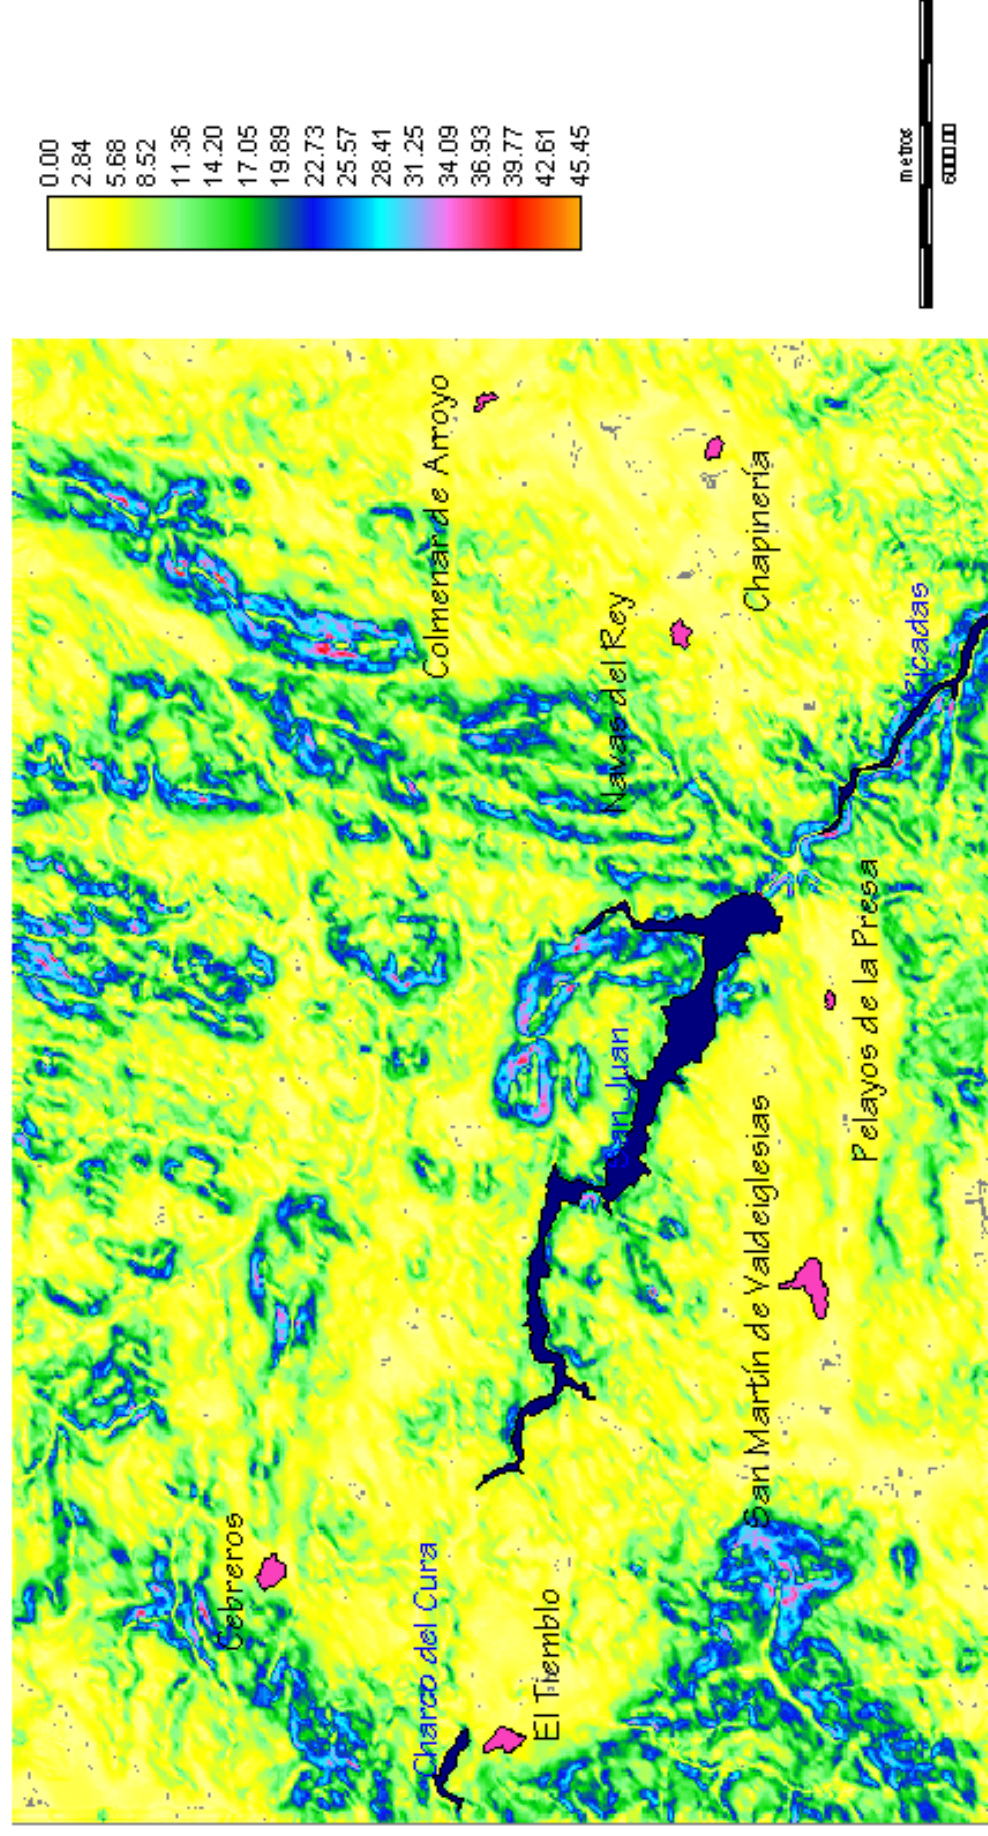 0.00
2.84
5.68
8.52
11.36
14.20
17.05
19.89
22.73
25.57
28.41
31.25
34.09
36.93
39.77
42.61
45.45
metros
6000.00
Cebreros
Charco del Cura
El Tiemblo
Colmenar de Arroyo
Navas del Rey
Chapinería
San Juan
Picadas
San Martín de Valdeiglesias
Pelayos de la Presa